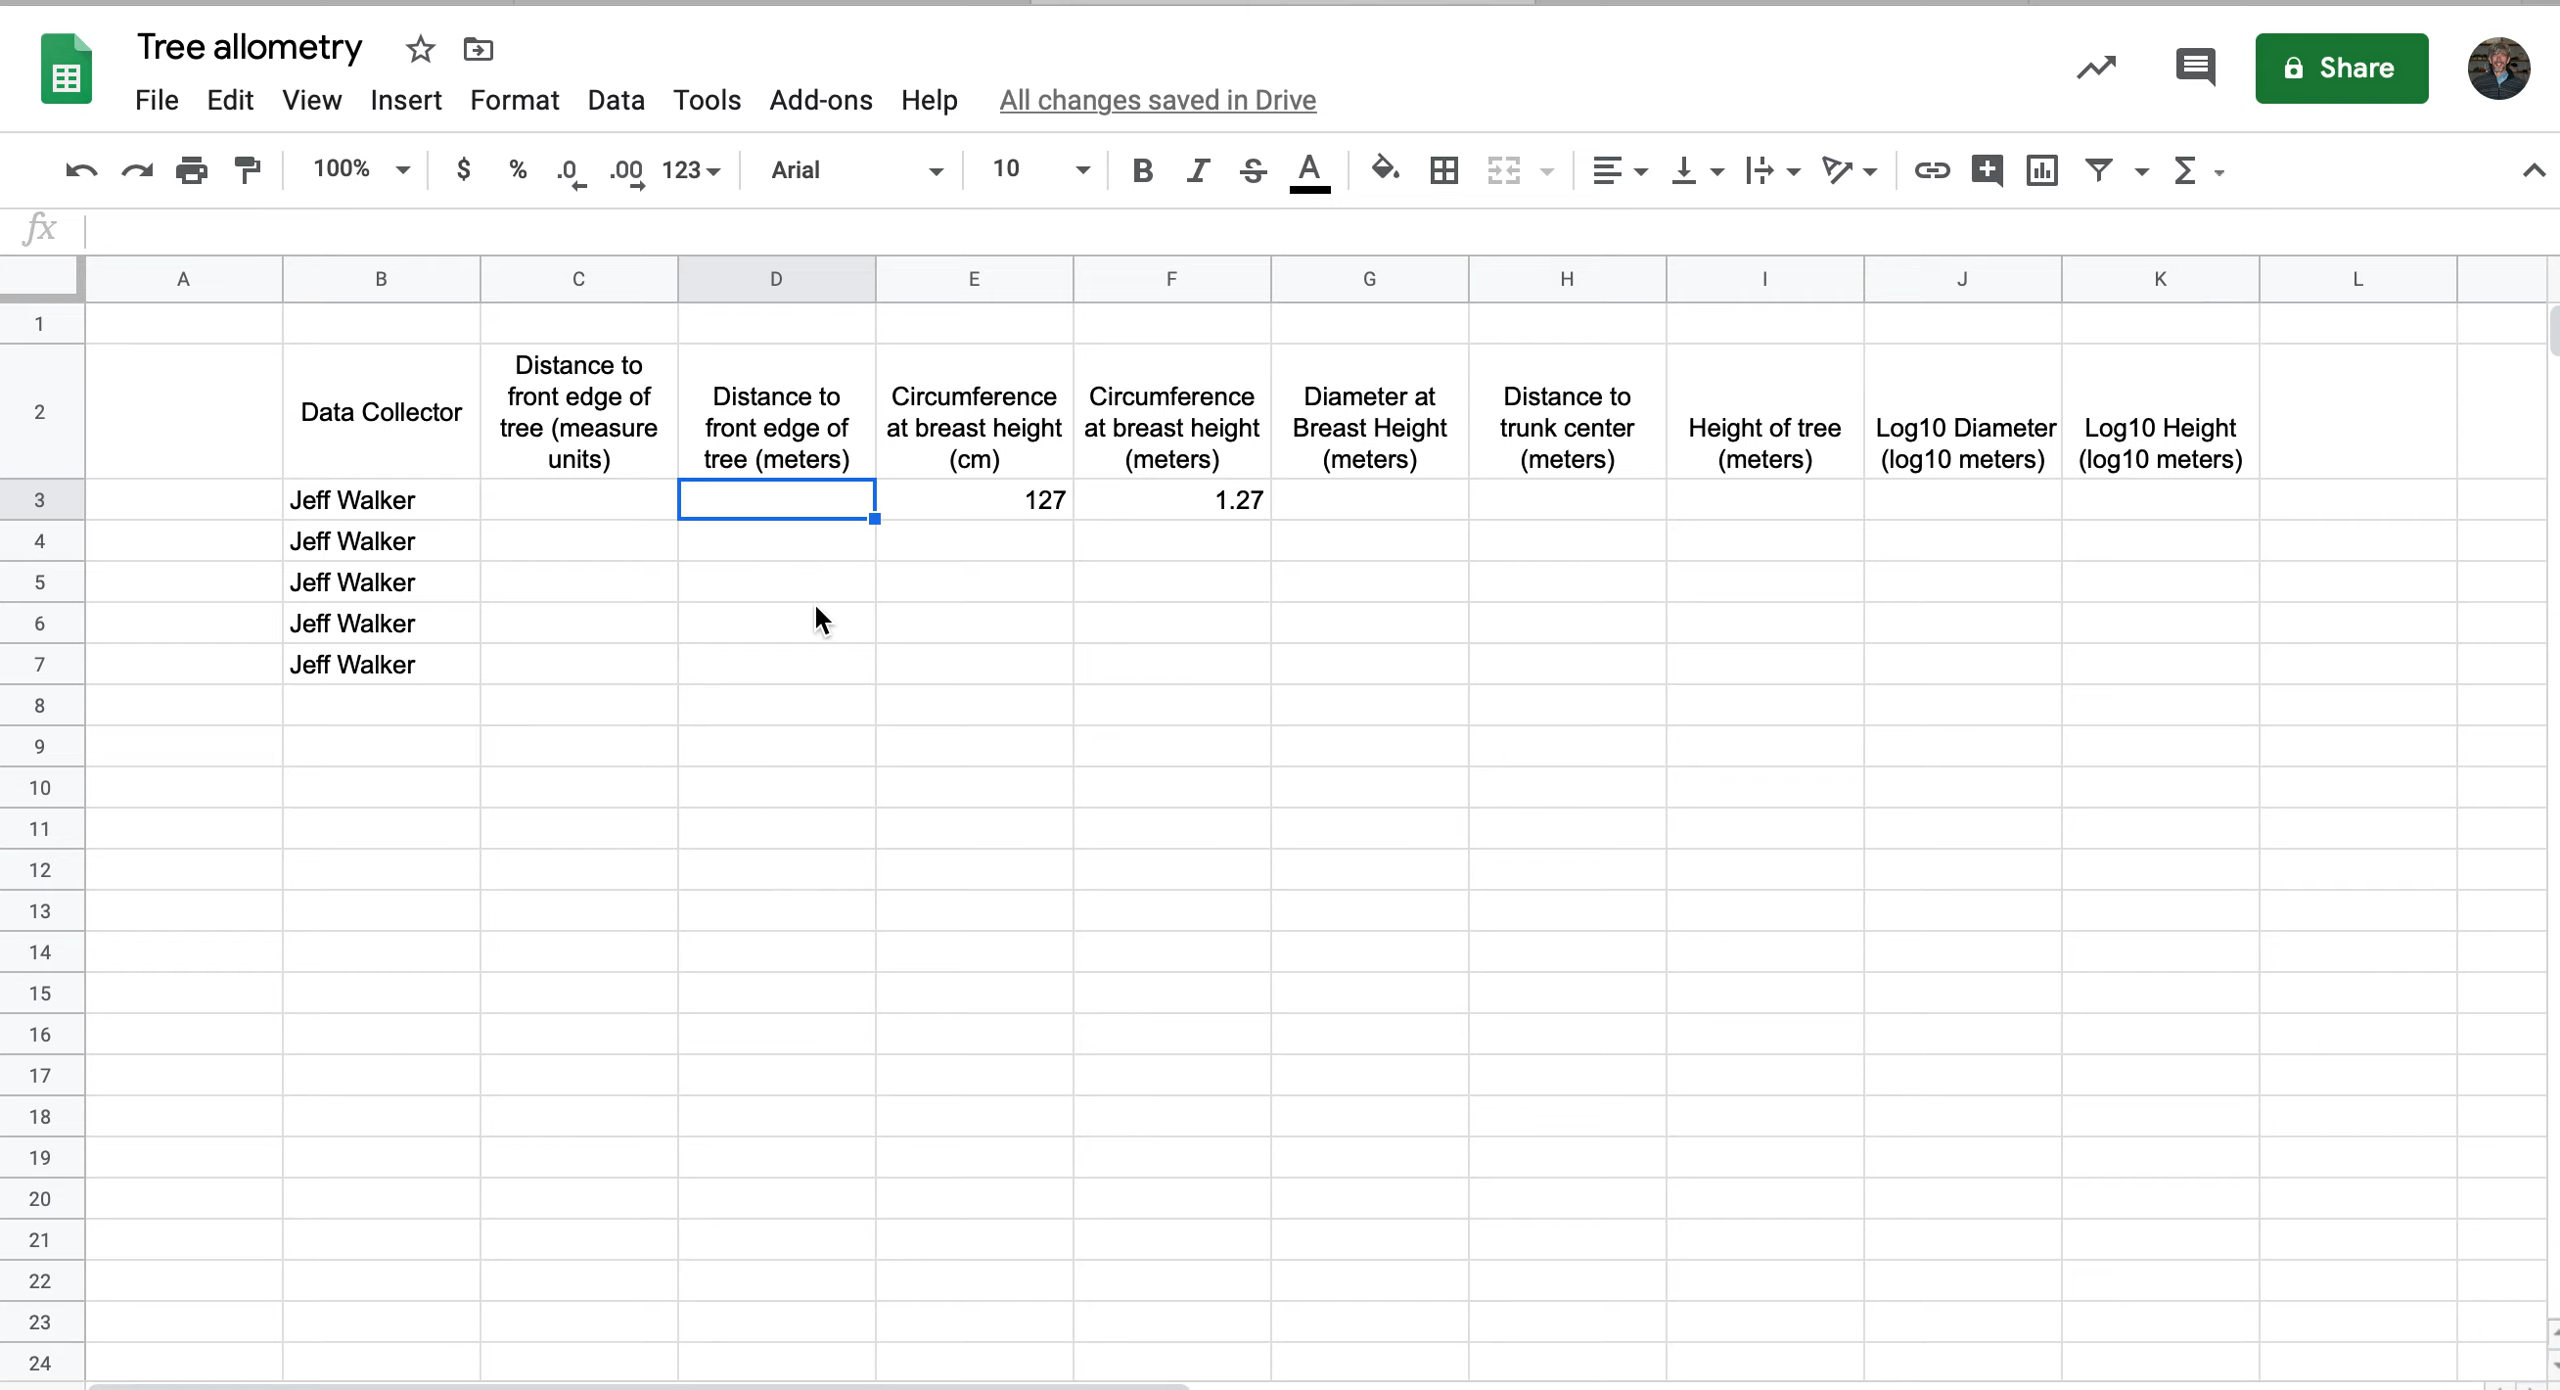 Tree allometry
File Edit View Insert Format Data Tools Add-ons Help All changes saved in Drive
Share
100% $ % .0 .00 123 Arial 10 B I S A Σ
fx
A B C D E F G H I J K L
1
2
Data Collector
Distance to
front edge of
tree (measure
units)
Distance to
front edge of
tree (meters)
Circumference
at breast height
(cm)
Circumference
at breast height
(meters)
Diameter at
Breast Height
(meters)
Distance to
trunk center
(meters)
Height of tree
(meters)
Log10 Diameter
(log10 meters)
Log10 Height
(log10 meters)
3 Jeff Walker 127 1.27
4 Jeff Walker
5 Jeff Walker
6 Jeff Walker
7 Jeff Walker
8
9
10
11
12
13
14
15
16
17
18
19
20
21
22
23
24